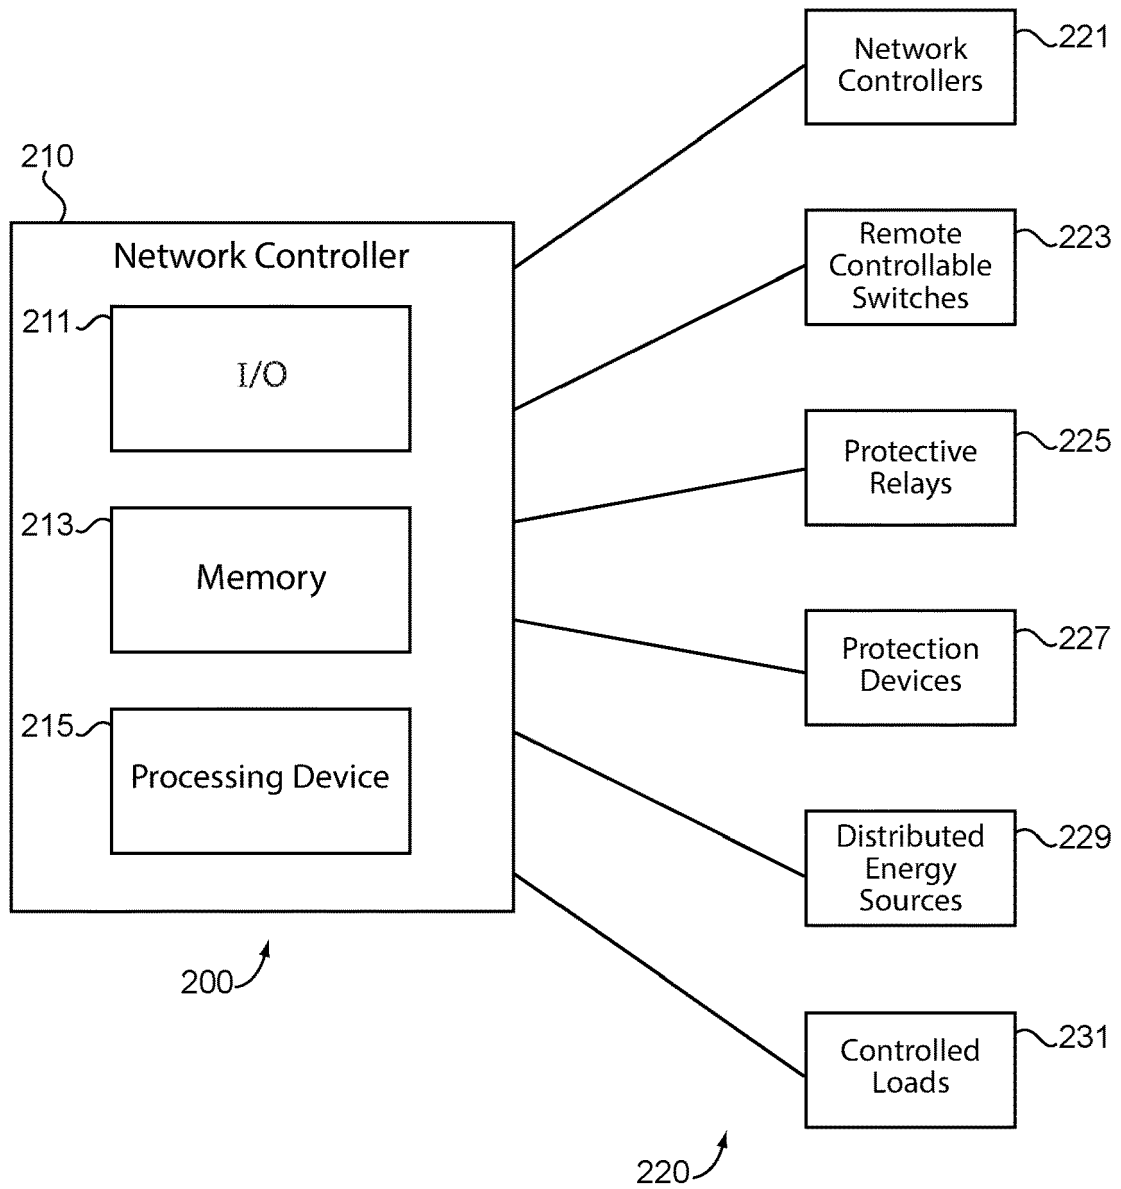 210
Network Controller
211
I/O
213
Memory
215
Processing Device
200
Network
Controllers
221
Remote
Controllable
Switches
223
Protective
Relays
225
Protection
Devices
227
Distributed
Energy
Sources
229
Controlled
Loads
231
220